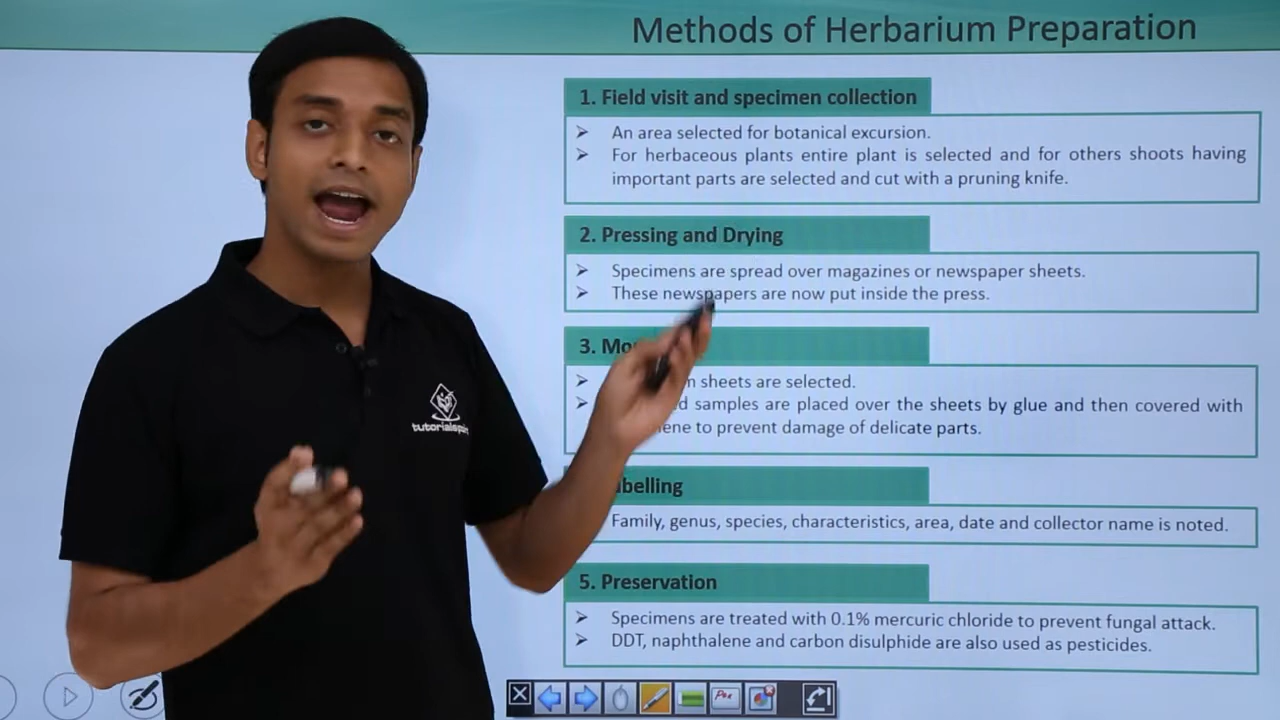 Methods of Herbarium Preparation
1. Field visit and specimen collection
An area selected for botanical excursion.
For herbaceous plants entire plant is selected and for others shoots having
important parts are selected and cut with a pruning knife.
2. Pressing and Drying
Specimens are spread over magazines or newspaper sheets.
These newspapers are now put inside the press.
3.
sheets are selected.
samples are placed over the sheets by glue and then covered with
to prevent damage of delicate parts.
Family, genus, species, characteristics, area, date and collector name is noted.
5. Preservation
Specimens are treated with 0.1% mercuric chloride to prevent fungal attack.
DDT, naphthalene and carbon disulphide are also used as pesticides.
tutorialspoint